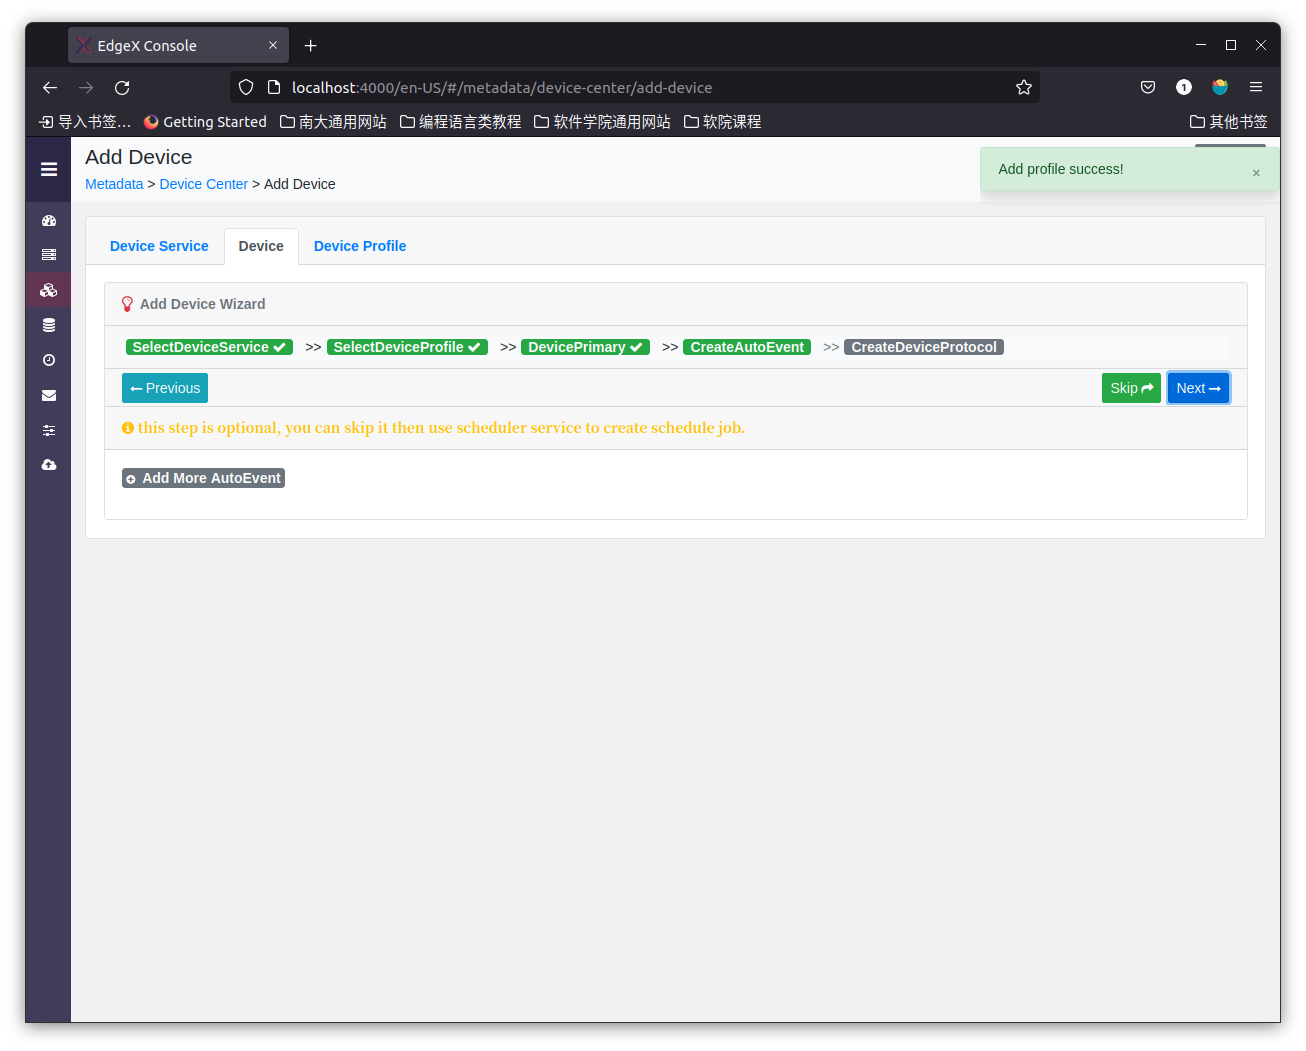 EdgeX Console
localhost:4000/en-US/#/metadata/device-center/add-device
1
导入书签… Getting Started 南大通用网站 编程语言类教程 软件学院通用网站 软院课程 其他书签
Add Device
Metadata > Device Center > Add Device
Add profile success! ×
Device Service Device Device Profile
Add Device Wizard
SelectDeviceService >> SelectDeviceProfile >> DevicePrimary >> CreateAutoEvent >> CreateDeviceProtocol
Previous Skip Next
this step is optional, you can skip it then use scheduler service to create schedule job.
Add More AutoEvent